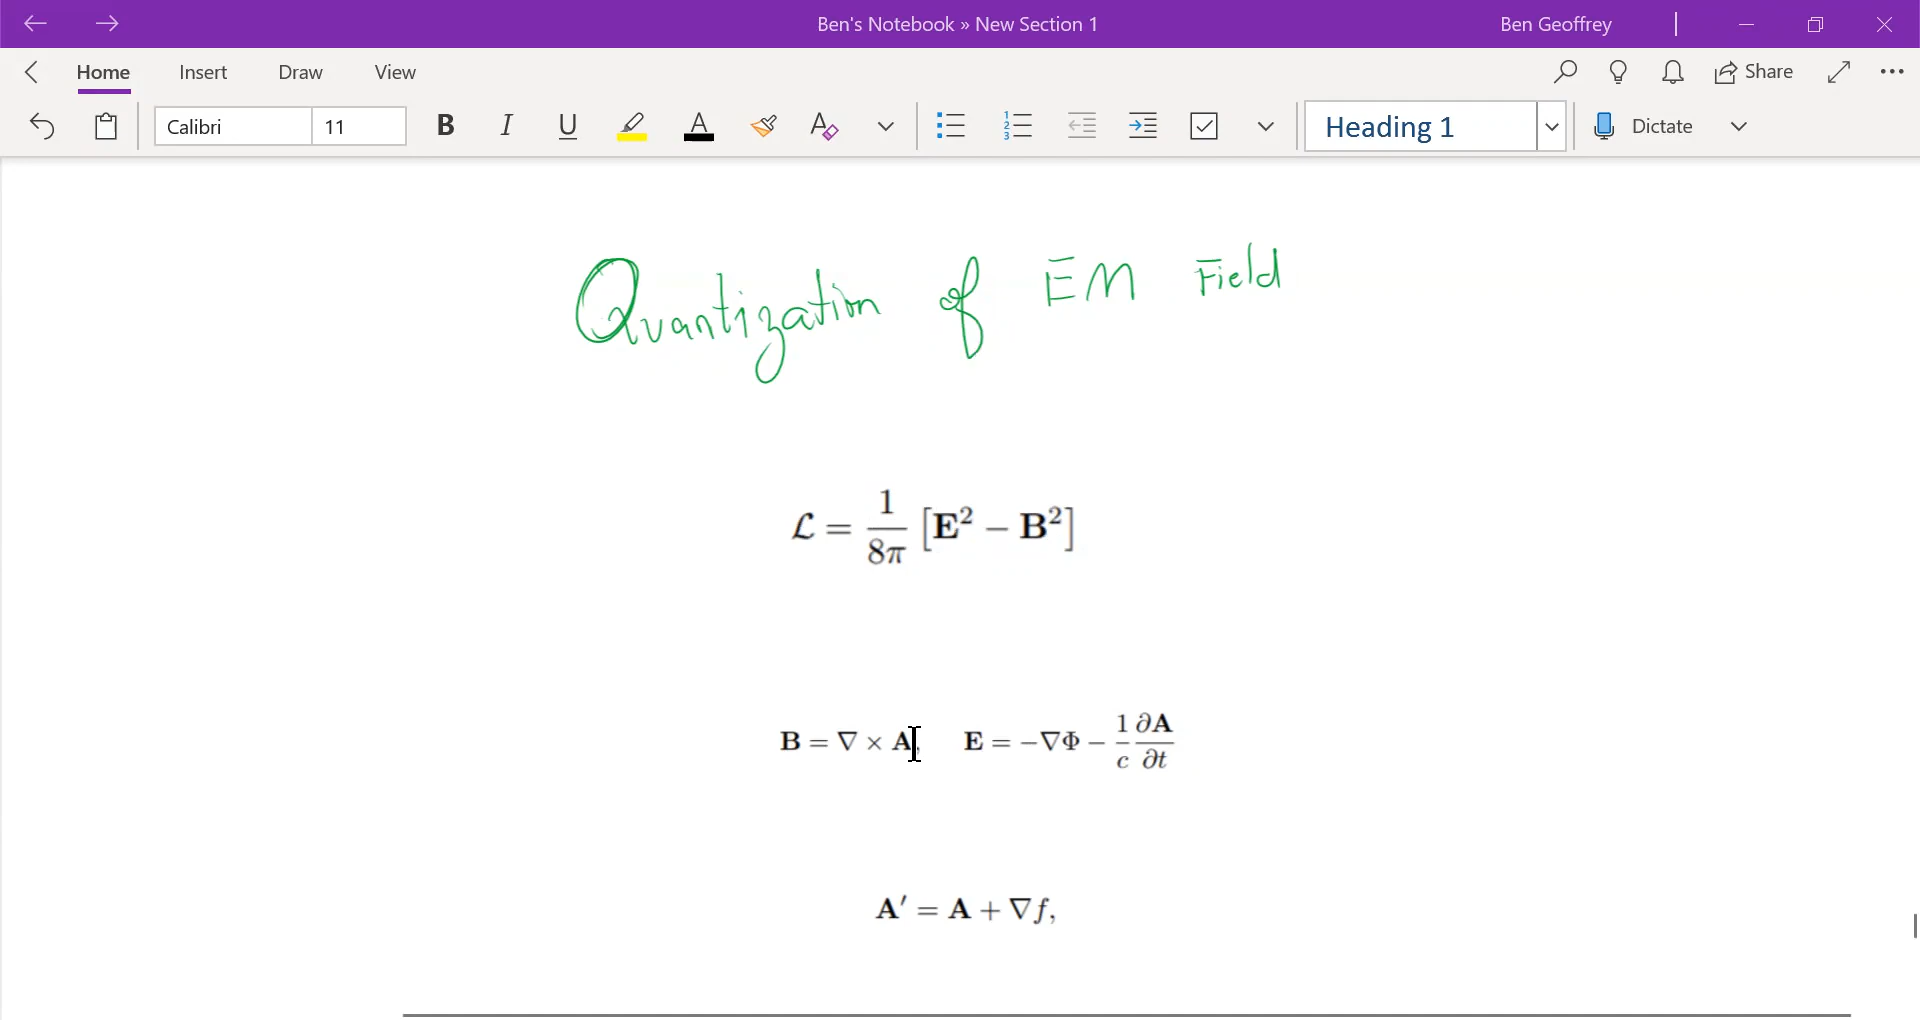 Ben's Notebook » New Section 1
Ben Geoffrey
Home Insert Draw View
Share
Calibri 11 B I U A A
Heading 1
Dictate
Quantization of EM Field
ℒ = 1/8π [E² − B²]
B = ∇ × A, E = −∇Φ − 1/c ∂A/∂t
A′ = A + ∇f,